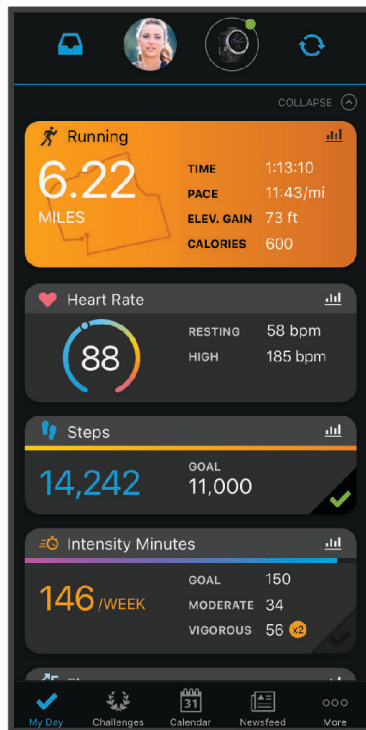 COLLAPSE
Running
6.22
MILES
TIME 1:13:10
PACE 11:43/mi
ELEV. GAIN 73 ft
CALORIES 600
Heart Rate
88
RESTING 58 bpm
HIGH 185 bpm
Steps
14,242
GOAL
11,000
Intensity Minutes
146 /WEEK
GOAL 150
MODERATE 34
VIGOROUS 56 x2
31
My Day Challenges Calendar Newsfeed More